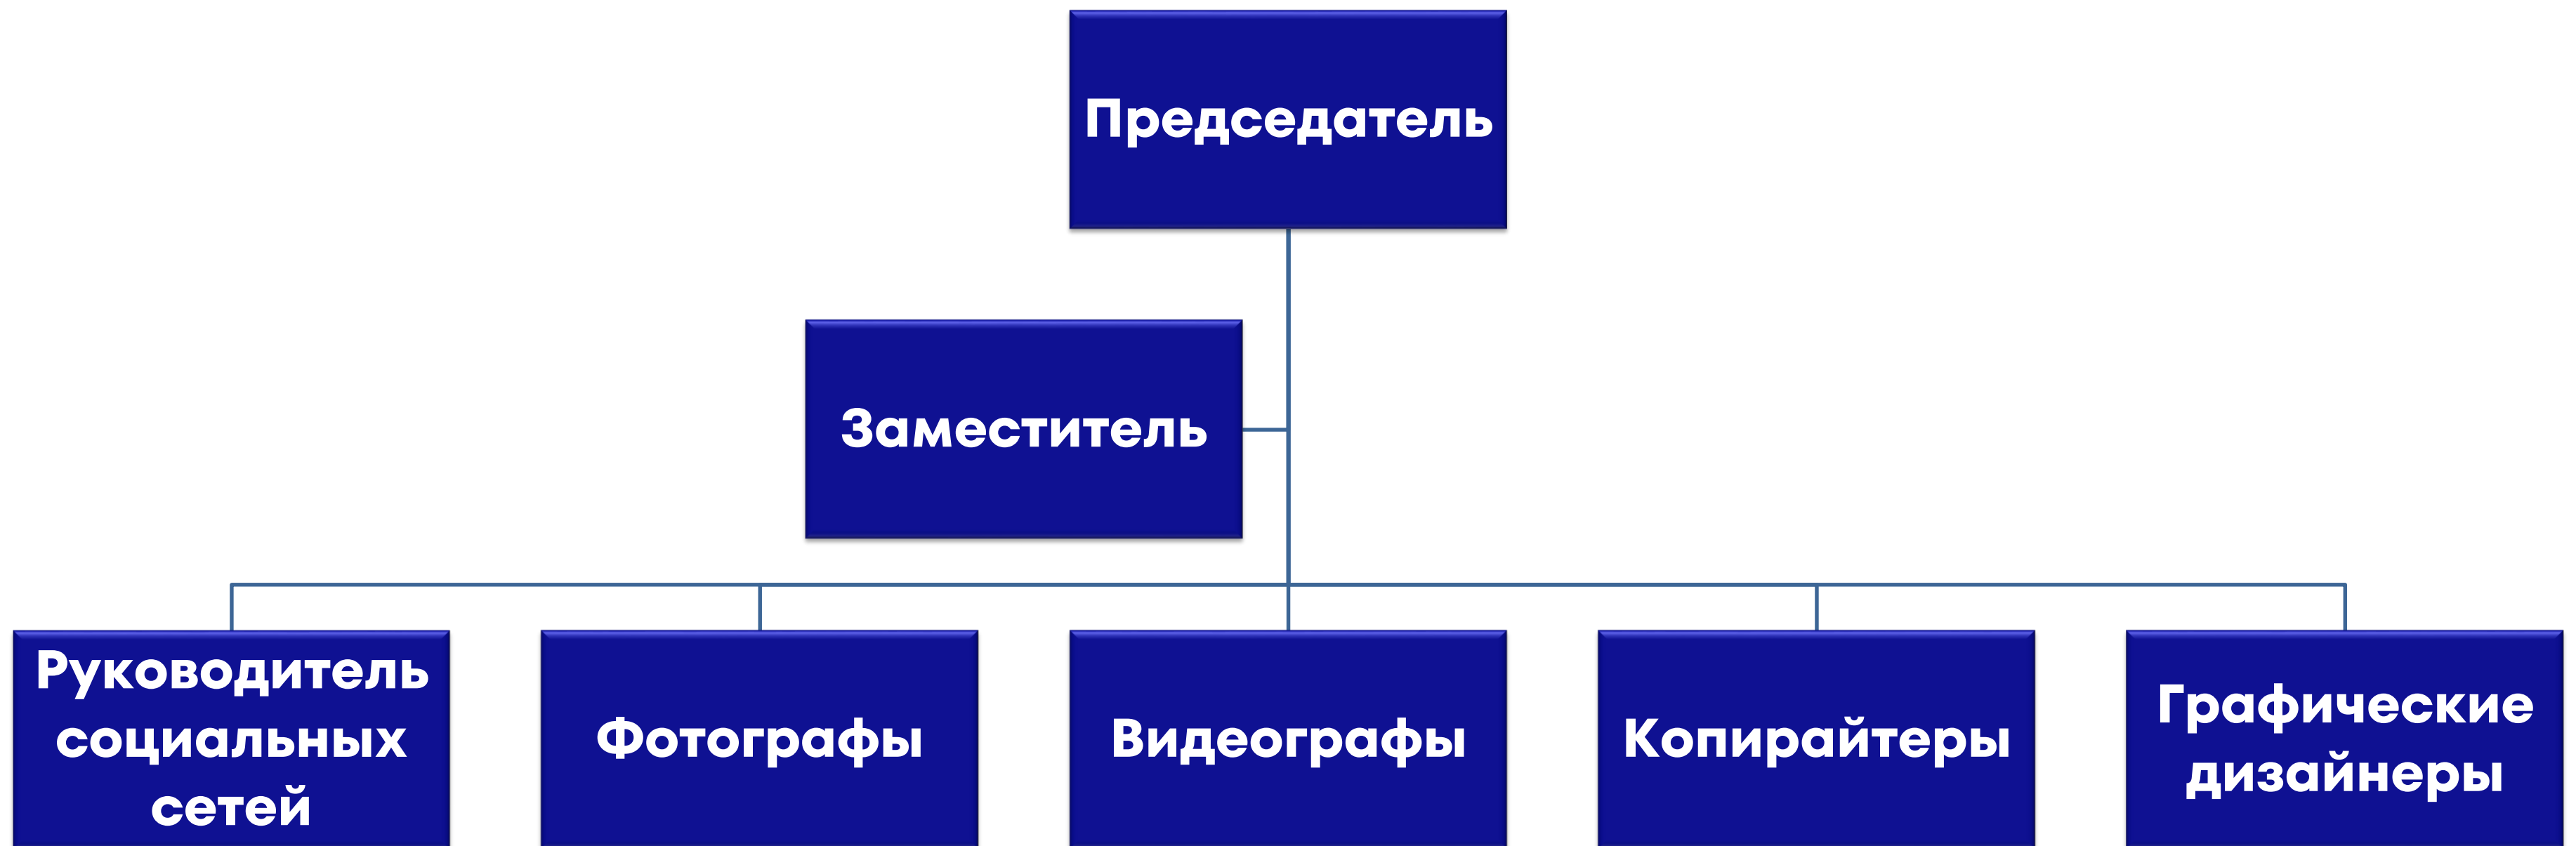 Председатель
Заместитель
Руководитель
социальных
сетей
Фотографы
Видеографы
Копирайтеры
Графические
дизайнеры